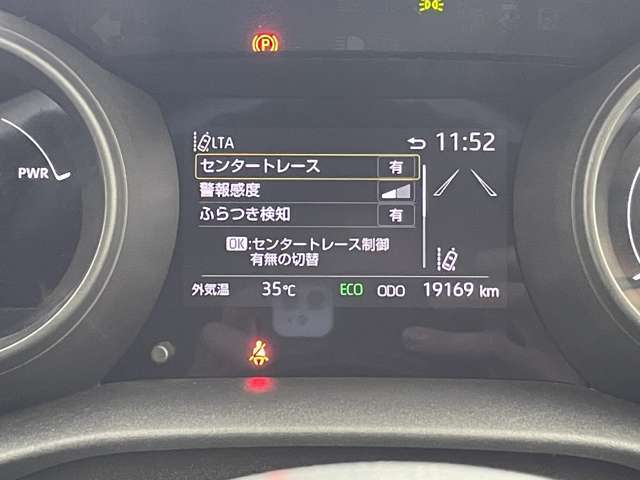 P
LTA 11:52
センタートレース 有
PWR
警報感度
ふらつき検知 有
OK:センタートレース制御
有無の切替
外気温 35℃ ECO ODO 19169 km